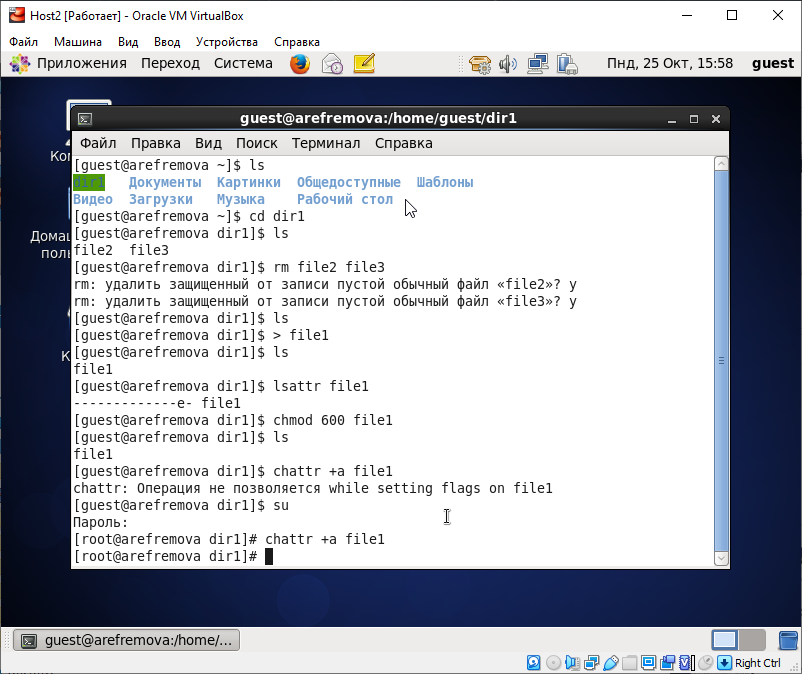 Host2 [Работает] - Oracle VM VirtualBox
Файл Машина Вид Ввод Устройства Справка
Приложения Переход Система Пнд, 25 Окт, 15:58 guest
guest@arefremova:/home/guest/dir1
Файл Правка Вид Поиск Терминал Справка
[guest@arefremova ~]$ ls
dir1 Документы Картинки Общедоступные Шаблоны
Видео Загрузки Музыка Рабочий стол
[guest@arefremova ~]$ cd dir1
[guest@arefremova dir1]$ ls
file2 file3
[guest@arefremova dir1]$ rm file2 file3
rm: удалить защищенный от записи пустой обычный файл «file2»? y
rm: удалить защищенный от записи пустой обычный файл «file3»? y
[guest@arefremova dir1]$ ls
[guest@arefremova dir1]$ > file1
[guest@arefremova dir1]$ ls
file1
[guest@arefremova dir1]$ lsattr file1
-------------e- file1
[guest@arefremova dir1]$ chmod 600 file1
[guest@arefremova dir1]$ ls
file1
[guest@arefremova dir1]$ chattr +a file1
chattr: Операция не позволяется while setting flags on file1
[guest@arefremova dir1]$ su
Пароль:
[root@arefremova dir1]# chattr +a file1
[root@arefremova dir1]#
guest@arefremova:/home/...
Right Ctrl